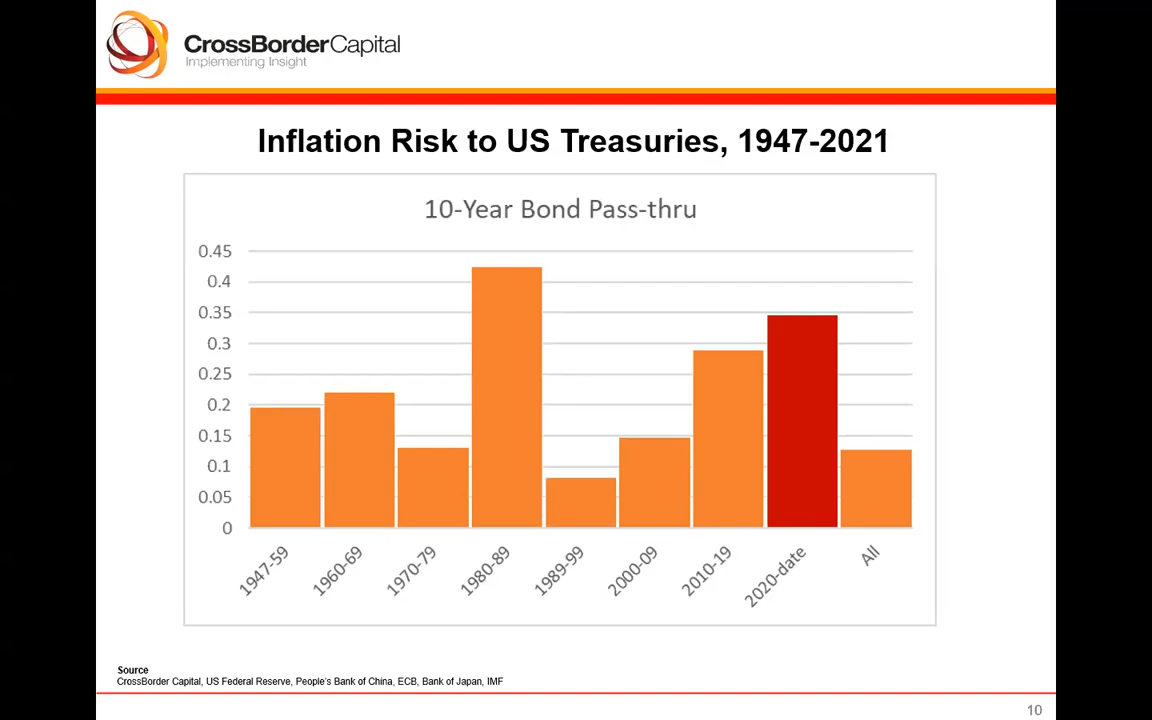 CrossBorderCapital
Implementing Insight
Inflation Risk to US Treasuries, 1947-2021
10-Year Bond Pass-thru
0.45
0.4
0.35
0.3
0.25
0.2
0.15
0.1
0.05
0
1947-59
1960-69
1970-79
1980-89
1989-99
2000-09
2010-19
2020-date
All
Source
CrossBorder Capital, US Federal Reserve, People's Bank of China, ECB, Bank of Japan, IMF
10